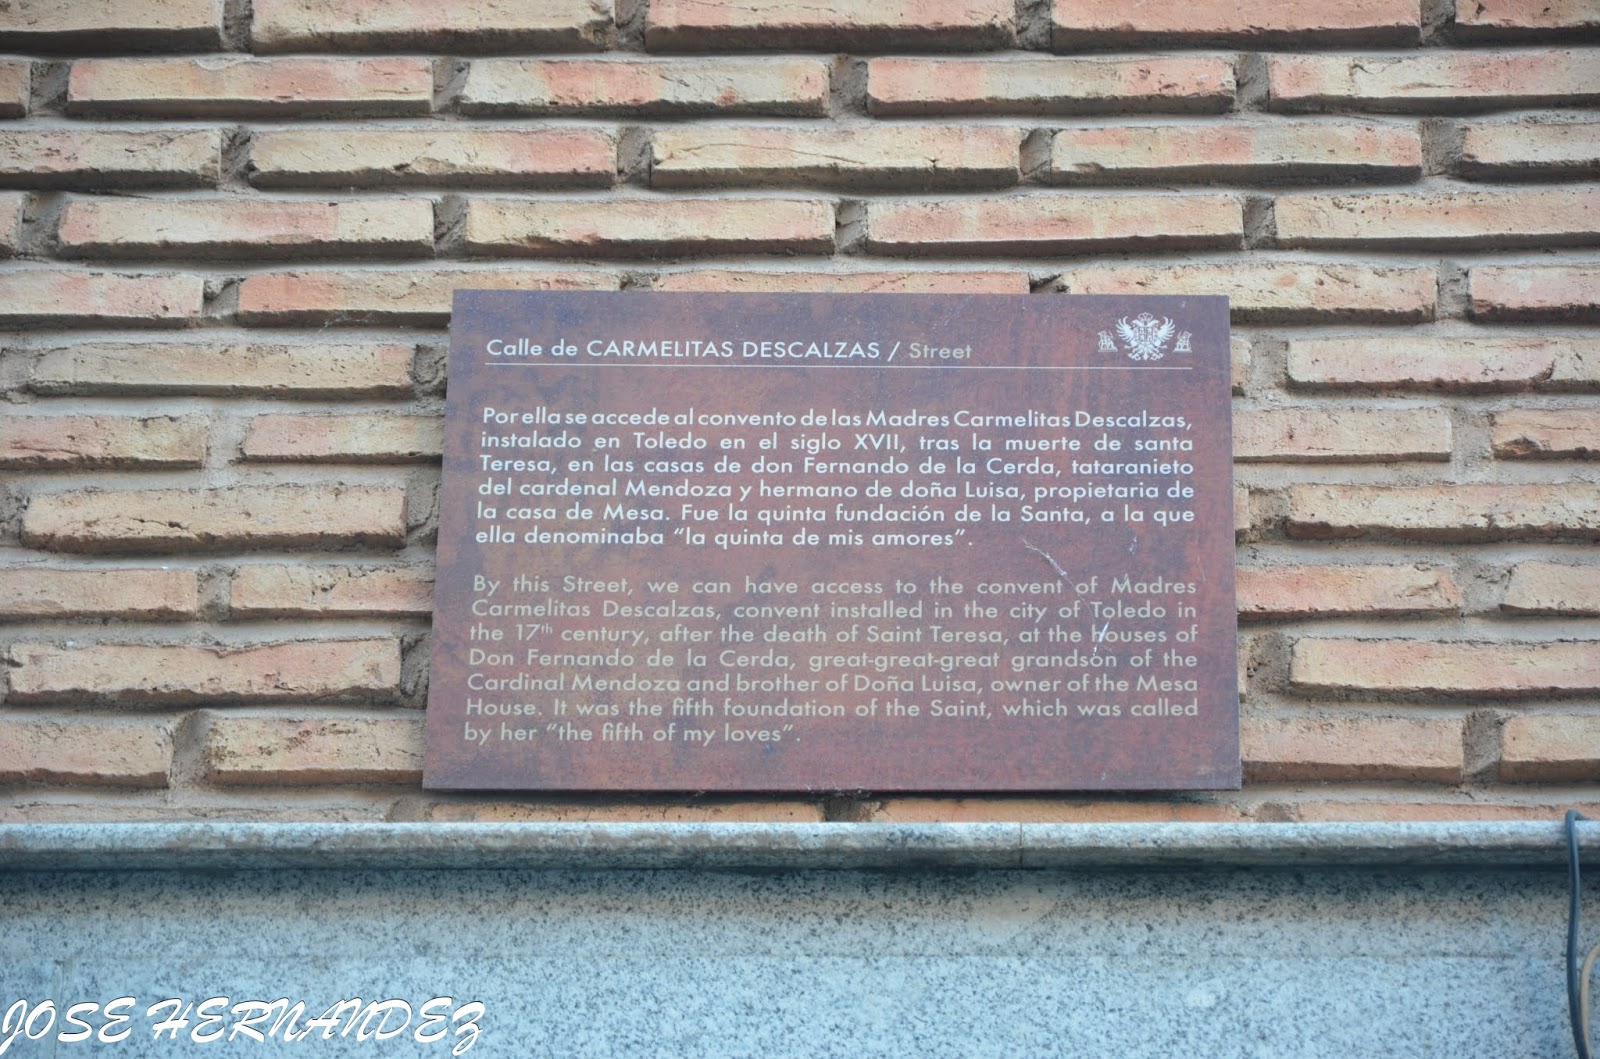 Calle de CARMELITAS DESCALZAS / Street
Por ella se accede al convento de las Madres Carmelitas Descalzas,
instalado en Toledo en el siglo XVII, tras la muerte de santa
Teresa, en las casas de don Fernando de la Cerda, tataranieto
del cardenal Mendoza y hermano de doña Luisa, propietaria de
la casa de Mesa. Fue la quinta fundación de la Santa, a la que
ella denominaba “la quinta de mis amores”.
By this Street, we can have access to the convent of Madres
Carmelitas Descalzas, convent installed in the city of Toledo in
the 17th century, after the death of Saint Teresa, at the houses of
Don Fernando de la Cerda, great-great-great grandson of the
Cardinal Mendoza and brother of Doña Luisa, owner of the Mesa
House. It was the fifth foundation of the Saint, which was called
by her “the fifth of my loves”.
JOSE HERNANDEZ